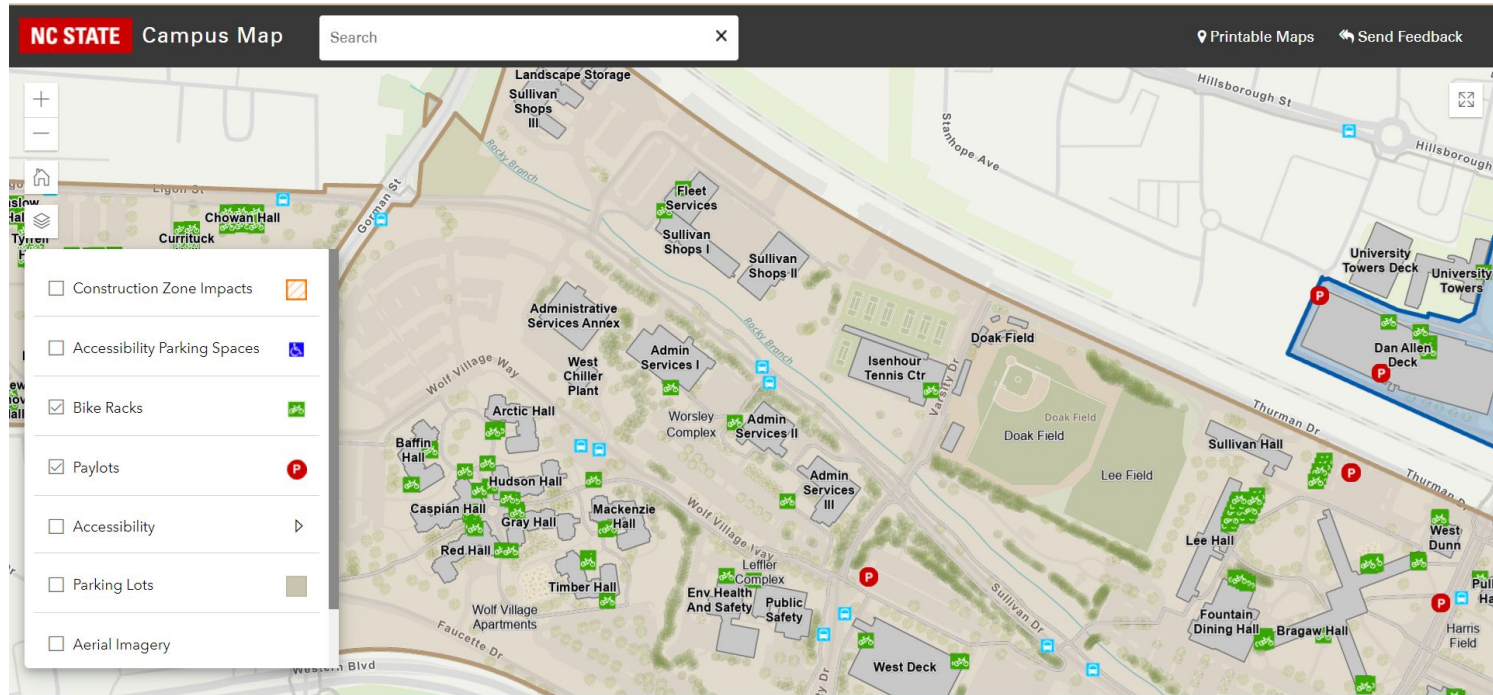 NC STATE Campus Map
Search
Printable Maps
Send Feedback
Landscape Storage
Sullivan
Shops
III
Hillsborough St
Hillsborough
Stanhope Ave
Rocky Branch
Ligon St
Gorman St
Chowan Hall
Currituck
Fleet
Services
Sullivan
Shops I
Sullivan
Shops II
University
Towers Deck
University
Towers
Construction Zone Impacts
Accessibility Parking Spaces
Bike Racks
Paylots
P
Accessibility
Parking Lots
Aerial Imagery
Administrative
Services Annex
Rocky Branch
Doak Field
P
Dan Allen
Deck
P
West
Chiller
Plant
Admin
Services I
Isenhour
Tennis Ctr
Varsity Dr
Wolf Village Way
Arctic Hall
Worsley
Complex
Admin
Services II
Doak Field
Doak Field
Thurman Dr
Baffin
Hall
Sullivan Hall
Lee Field
P
Thurman D
Hudson Hall
Admin
Services
III
Caspian Hall
Gray Hall
Mackenzie
Hall
Wolf Village Way
Red Hall
Lee Hall
West
Dunn
Timber Hall
Leffler
Complex
P
Env Health
And Safety
Public
Safety
Sullivan Dr
Wolf Village
Apartments
Fountain
Dining Hall
Bragaw Hall
P
Harris
Field
Faucette Dr
West Deck
Western Blvd